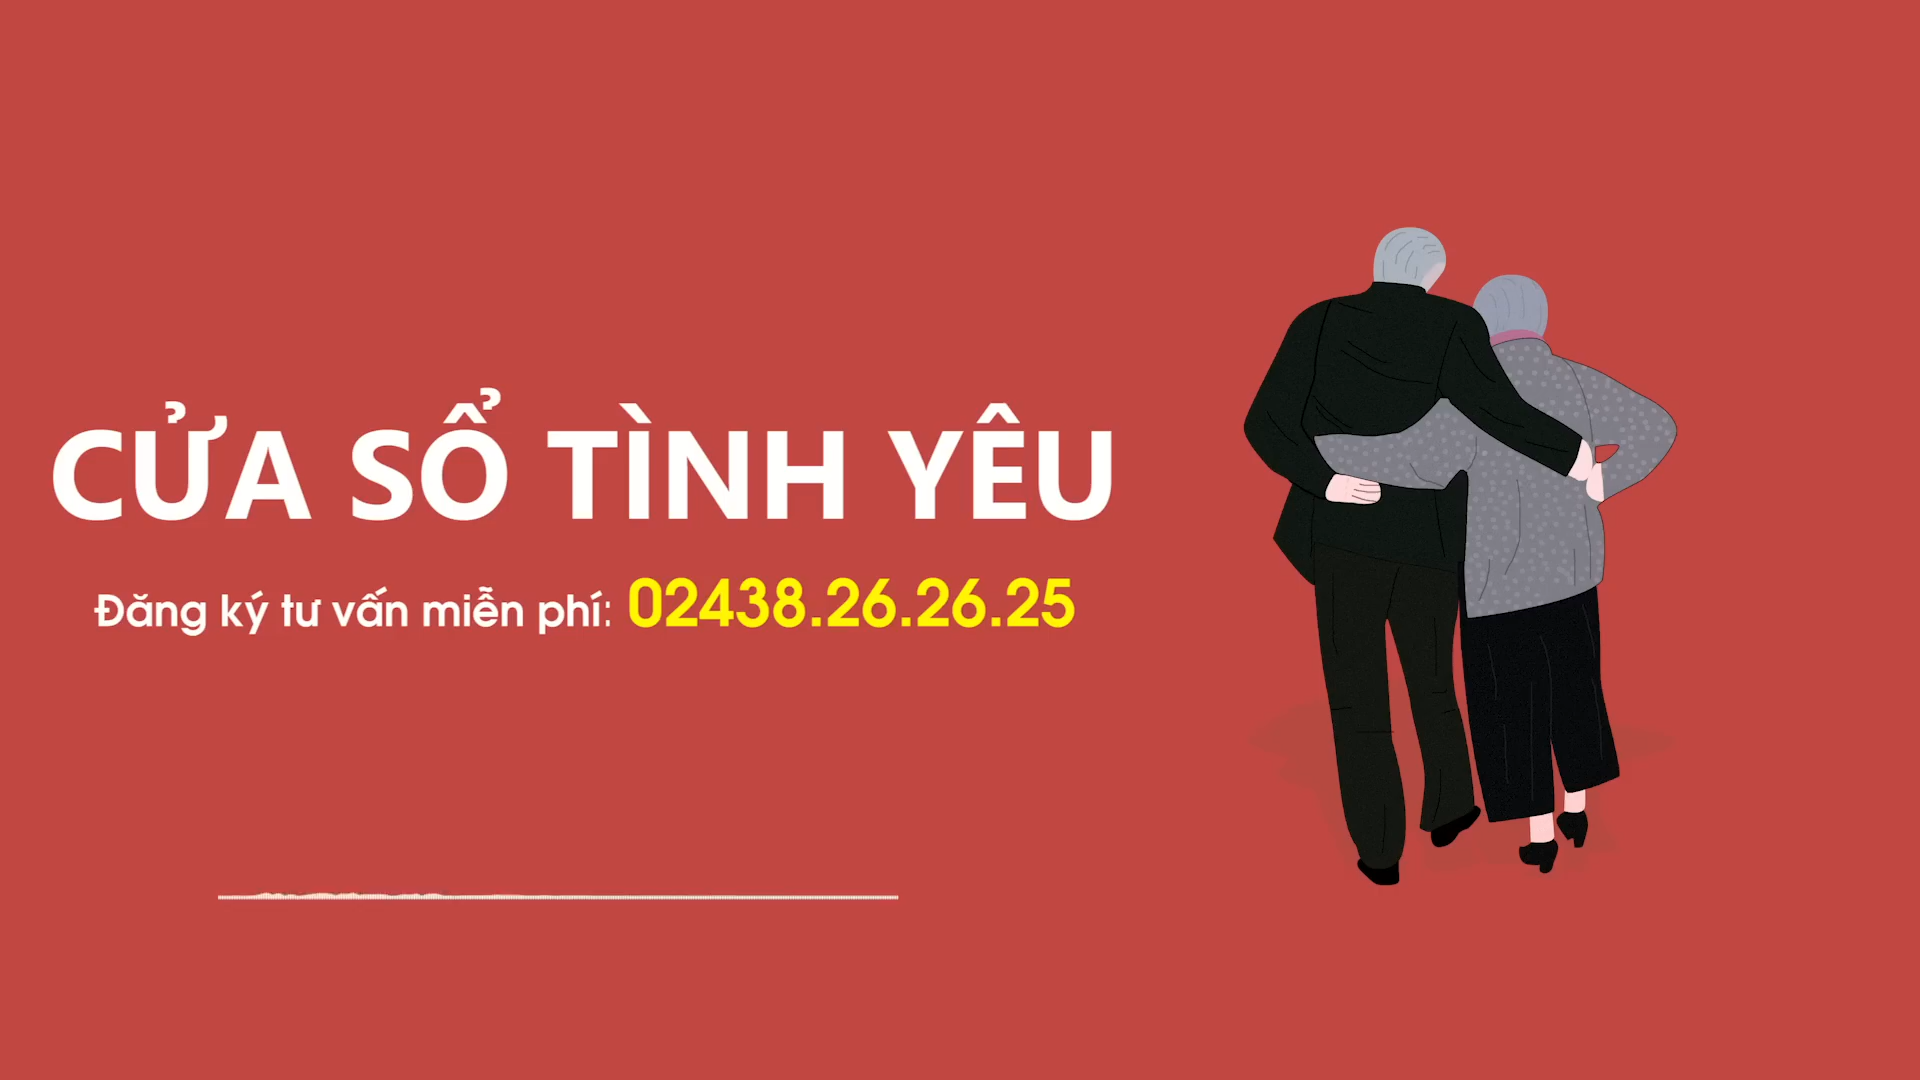 CỬA SỔ TÌNH YÊU
Đăng ký tư vấn miễn phí: 02438.26.26.25